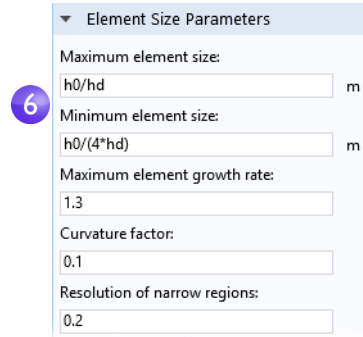 Element Size Parameters
Maximum element size:
h0/hd m
6
Minimum element size:
h0/(4*hd) m
Maximum element growth rate:
1.3
Curvature factor:
0.1
Resolution of narrow regions:
0.2